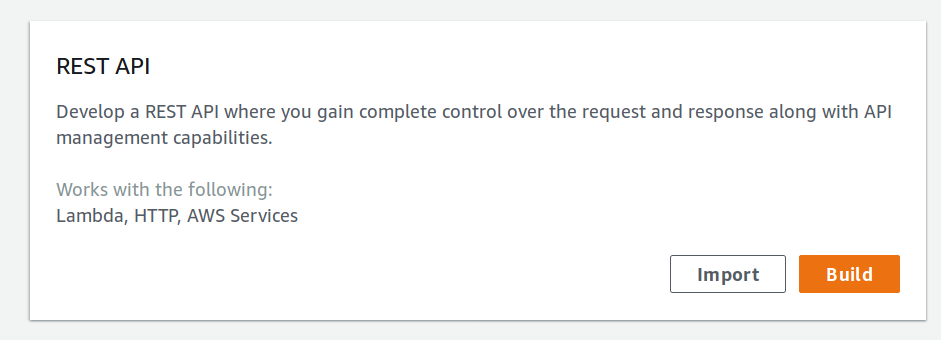 REST API
Develop a REST API where you gain complete control over the request and response along with API
management capabilities.
Works with the following:
Lambda, HTTP, AWS Services
Import
Build